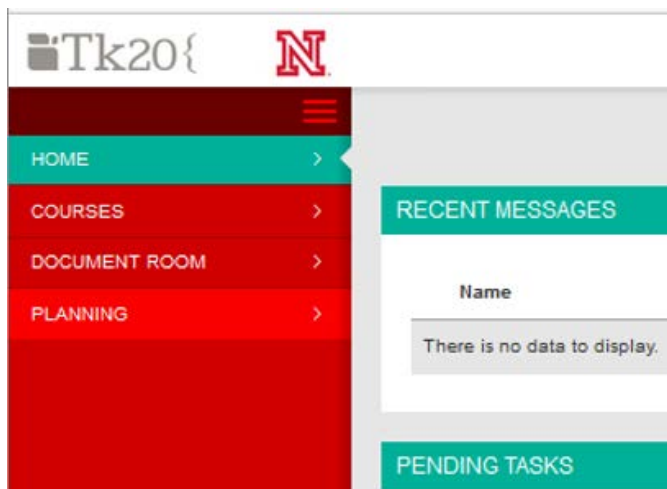 Tk20{
N
HOME
COURSES
DOCUMENT ROOM
PLANNING
RECENT MESSAGES
Name
There is no data to display.
PENDING TASKS